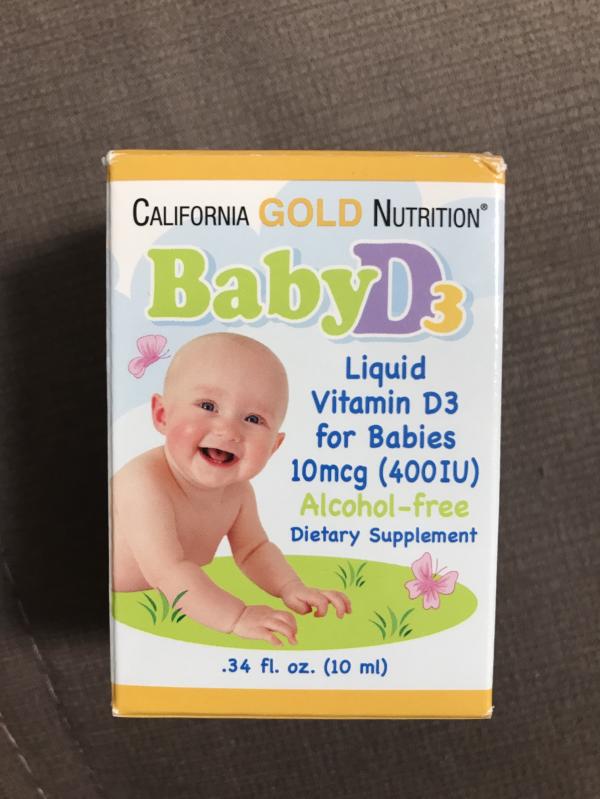 CALIFORNIA GOLD NUTRITION®
BabyD3
Liquid
Vitamin D3
for Babies
10mcg (400IU)
Alcohol-free
Dietary Supplement
.34 fl. oz. (10 ml)